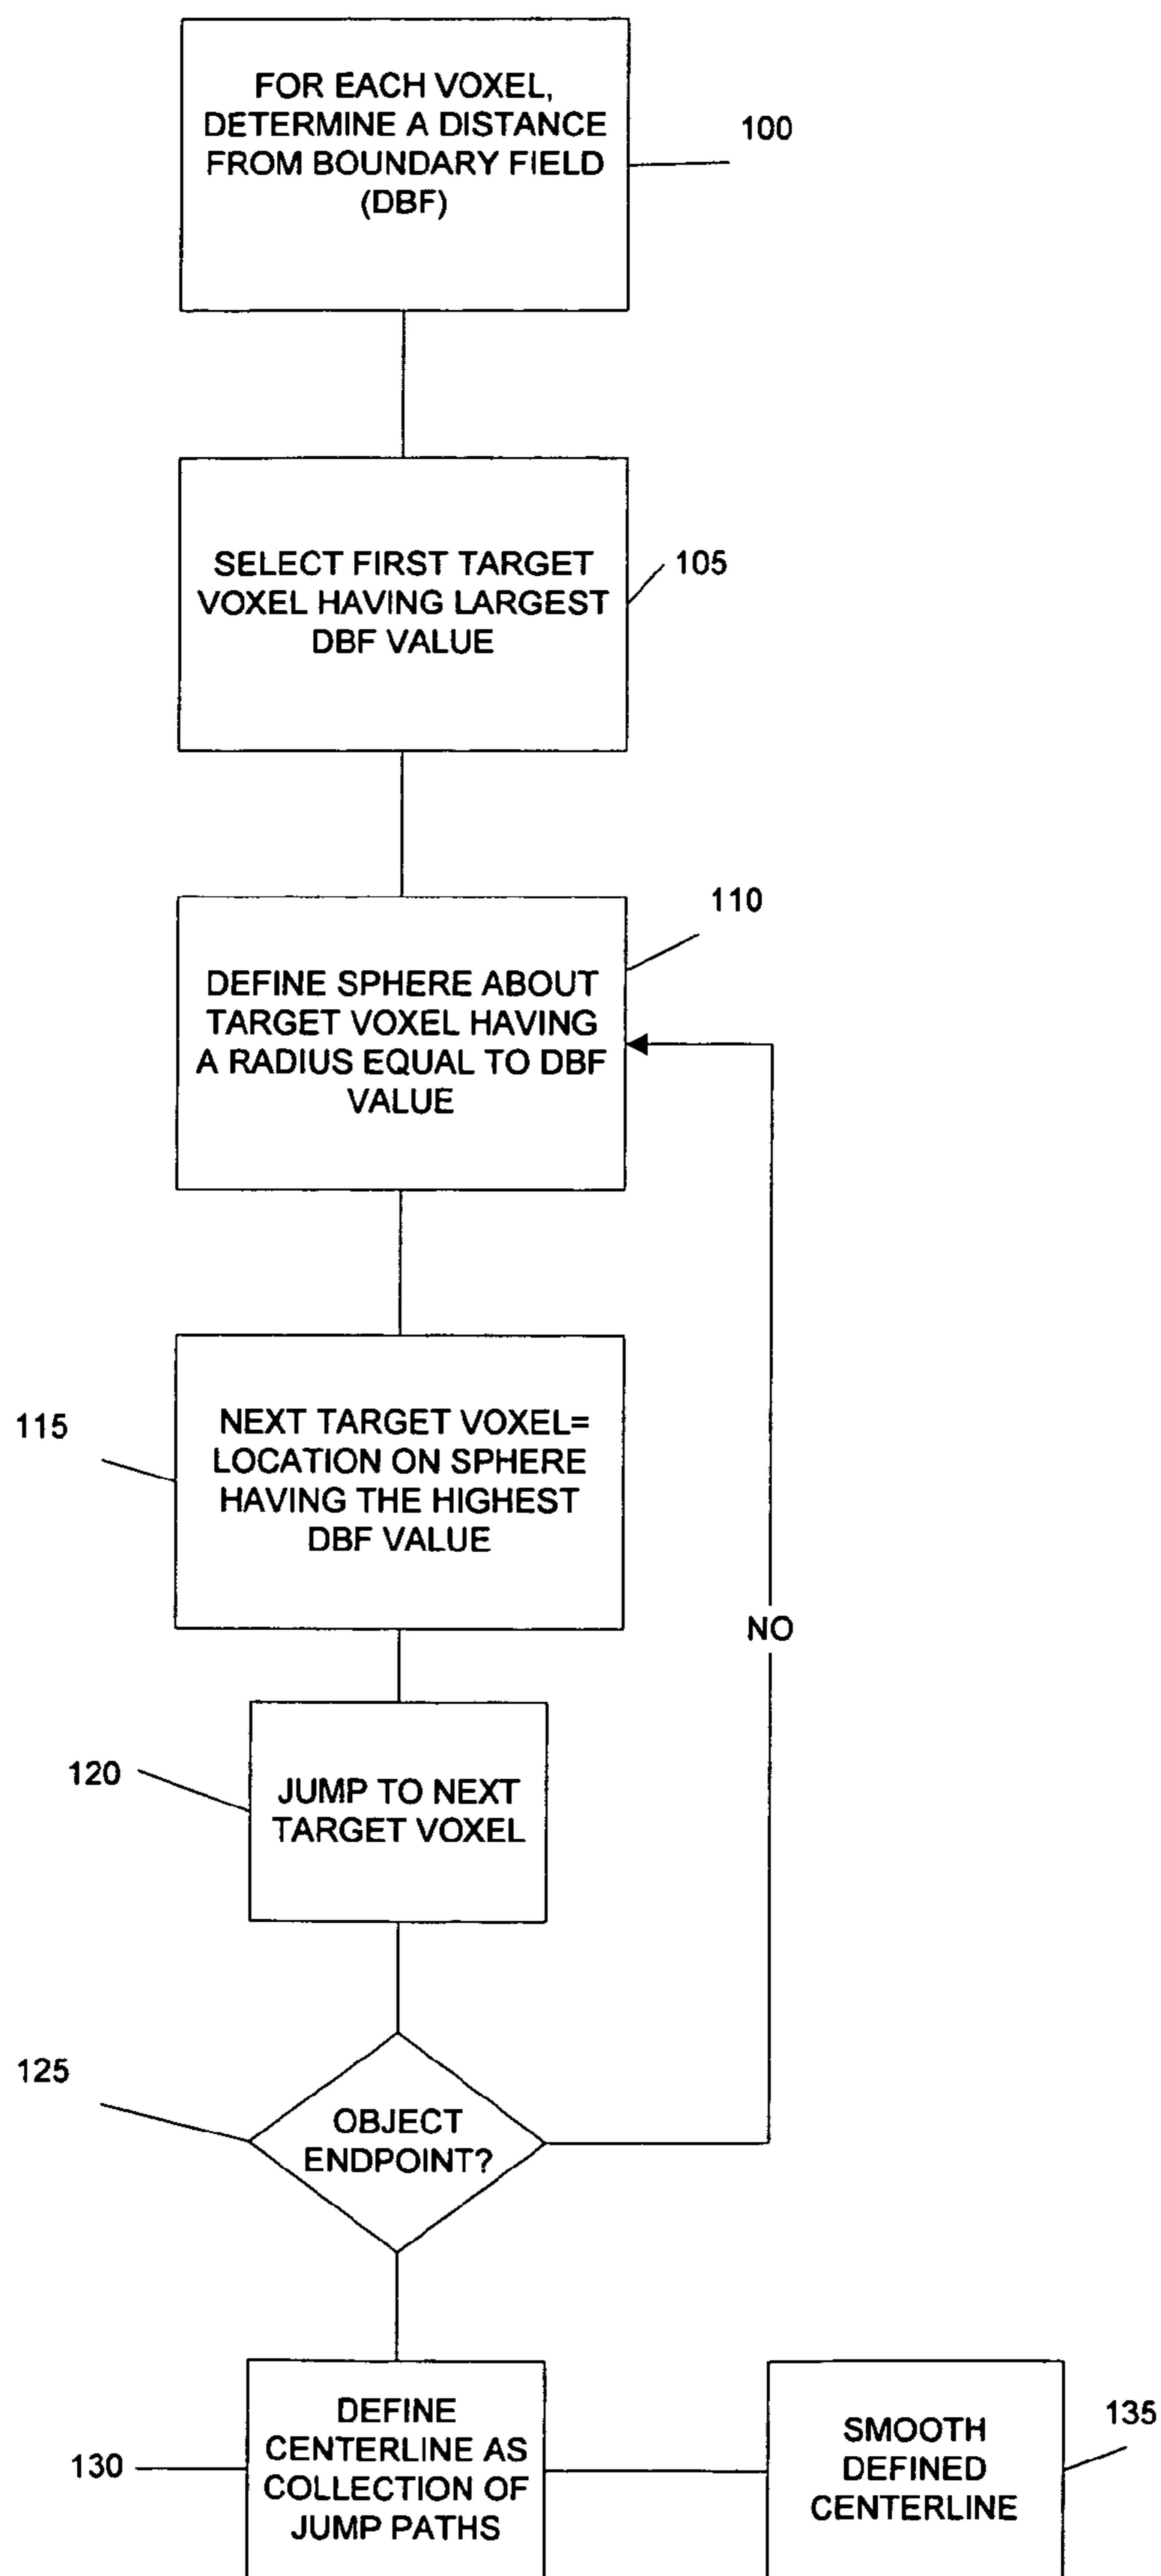 FOR EACH VOXEL,
DETERMINE A DISTANCE
FROM BOUNDARY FIELD
(DBF)
100
SELECT FIRST TARGET
VOXEL HAVING LARGEST
DBF VALUE
105
110
DEFINE SPHERE ABOUT
TARGET VOXEL HAVING
A RADIUS EQUAL TO DBF
VALUE
115
NEXT TARGET VOXEL=
LOCATION ON SPHERE
HAVING THE HIGHEST
DBF VALUE
NO
120
JUMP TO NEXT
TARGET VOXEL
125
OBJECT
ENDPOINT?
130
DEFINE
CENTERLINE AS
COLLECTION OF
JUMP PATHS
SMOOTH
DEFINED
CENTERLINE
135